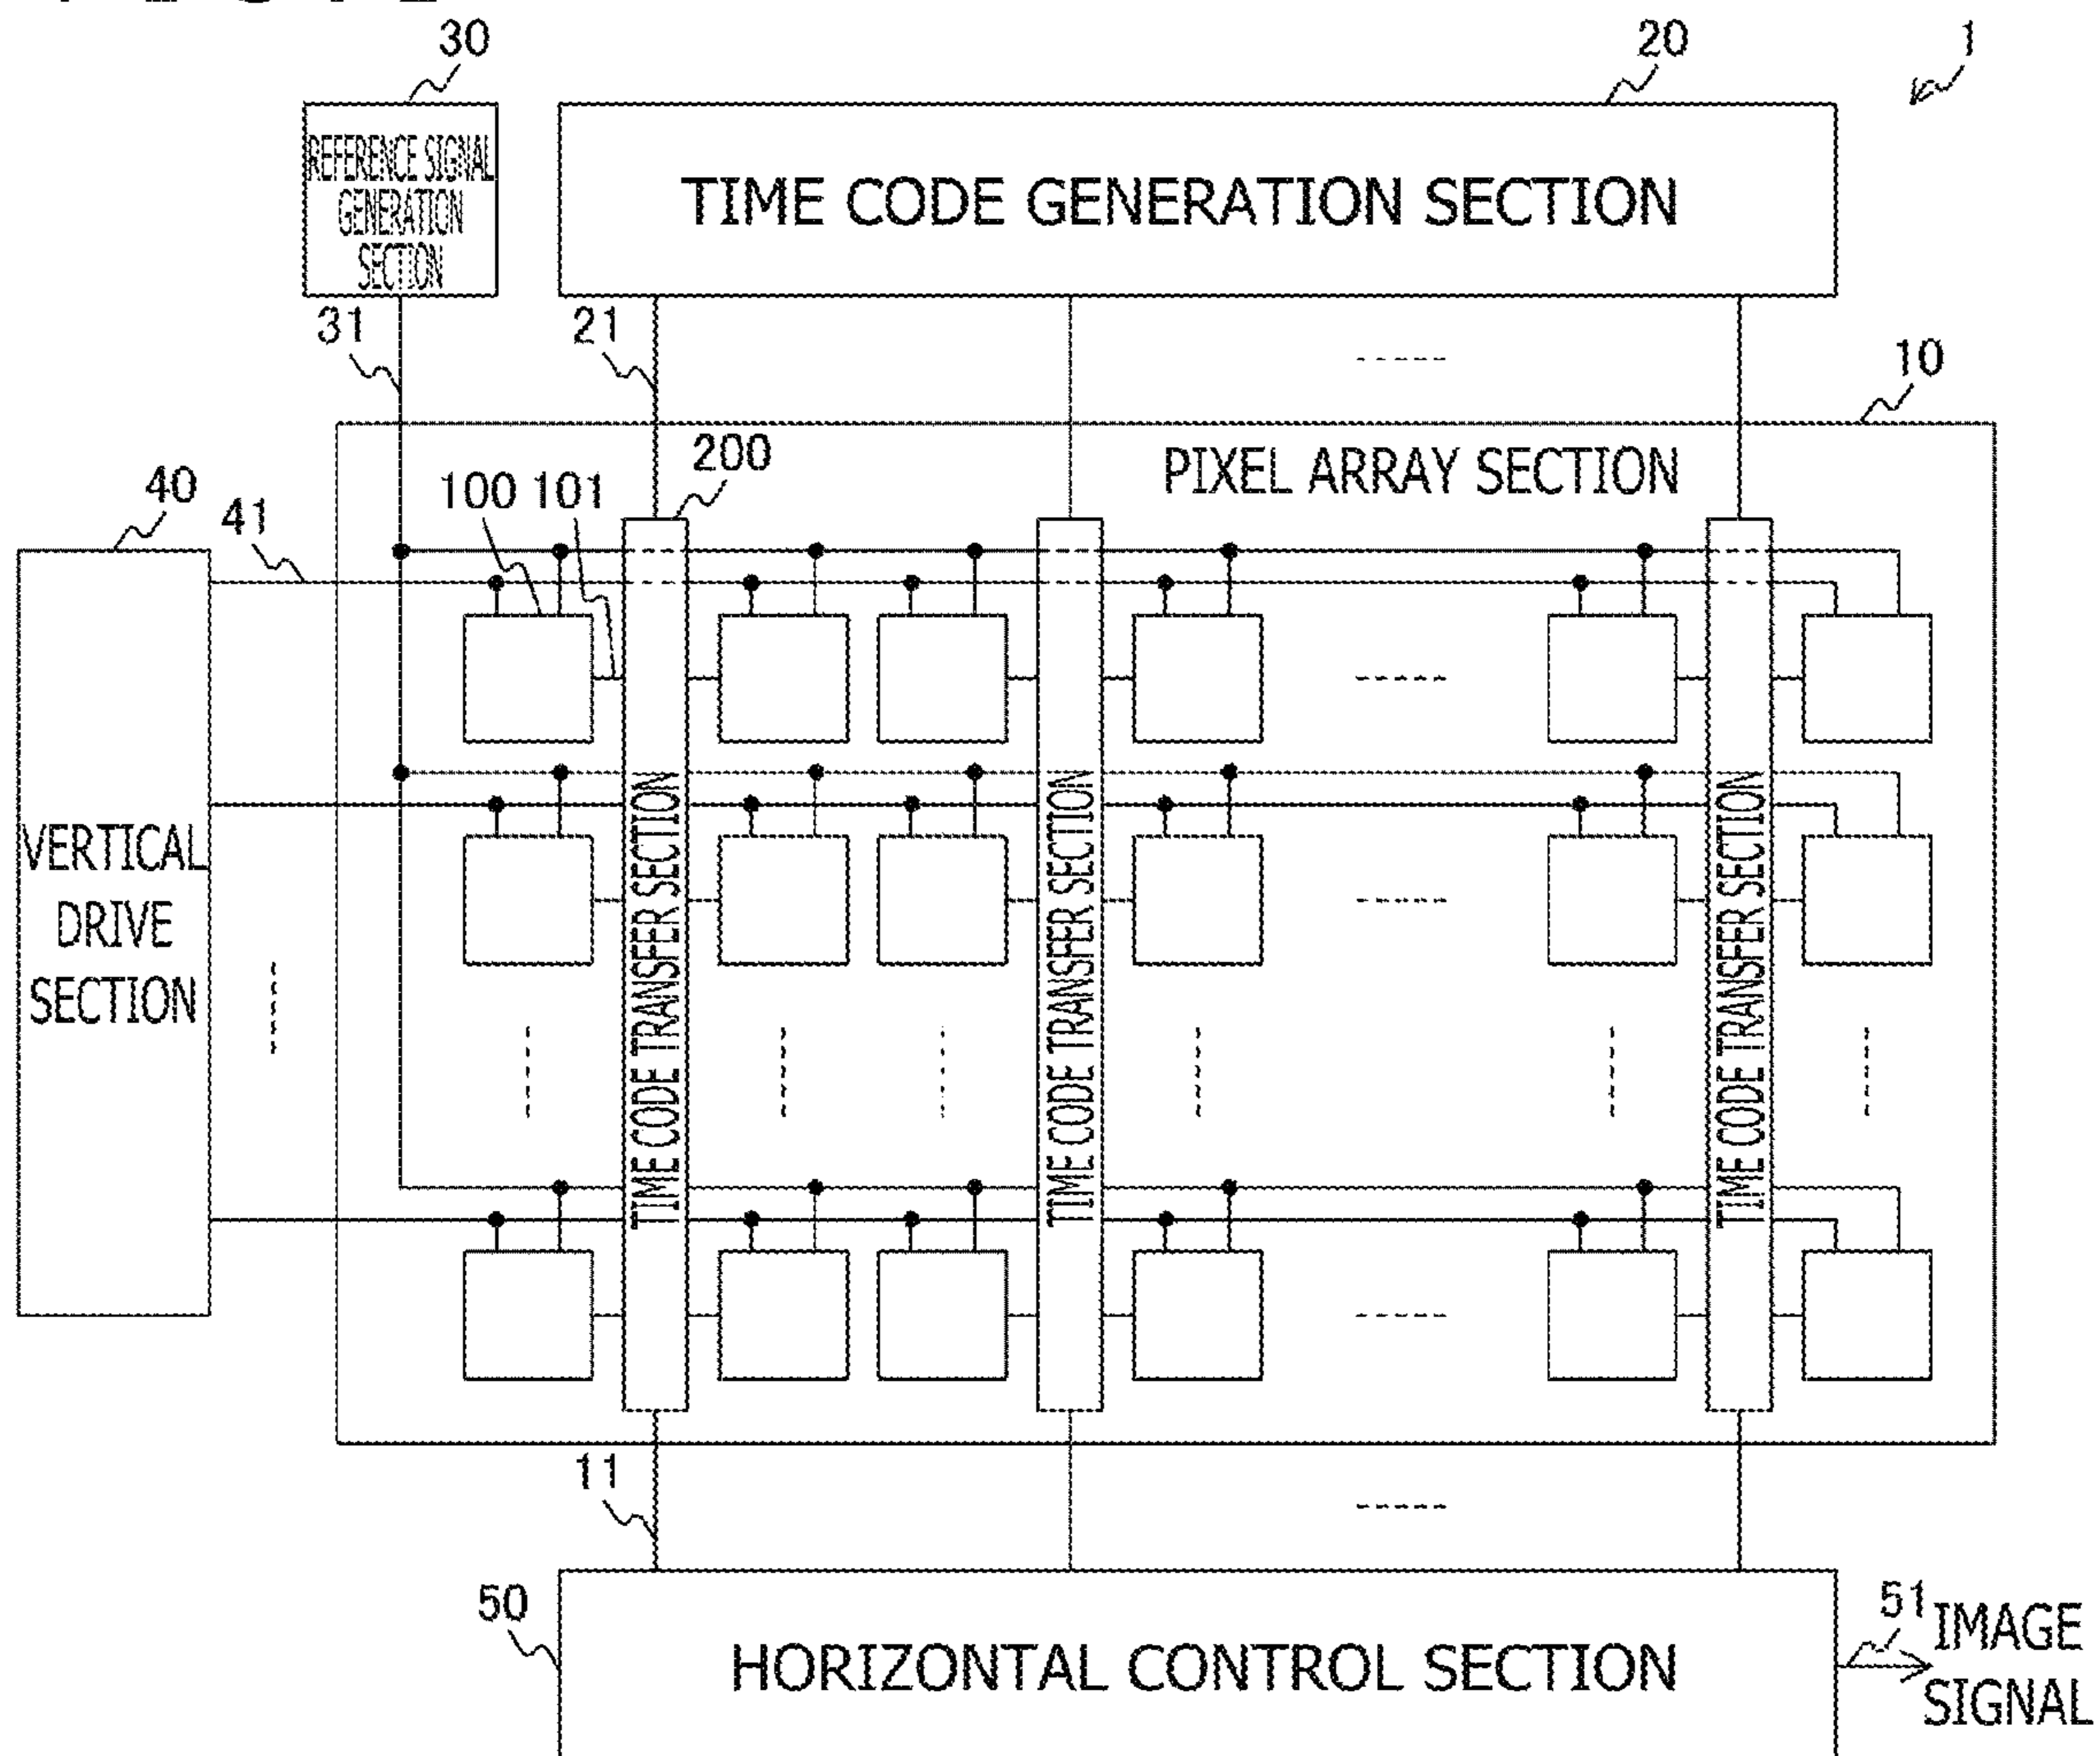 30
20
1
REFERENCE SIGNAL
GENERATION
SECTION
TIME CODE GENERATION SECTION
31
21
10
200
PIXEL ARRAY SECTION
40
41
100
101
VERTICAL
DRIVE
SECTION
TIME CODE TRANSFER SECTION
TIME CODE TRANSFER SECTION
TIME CODE TRANSFER SECTION
11
50
HORIZONTAL CONTROL SECTION
51
IMAGE
SIGNAL